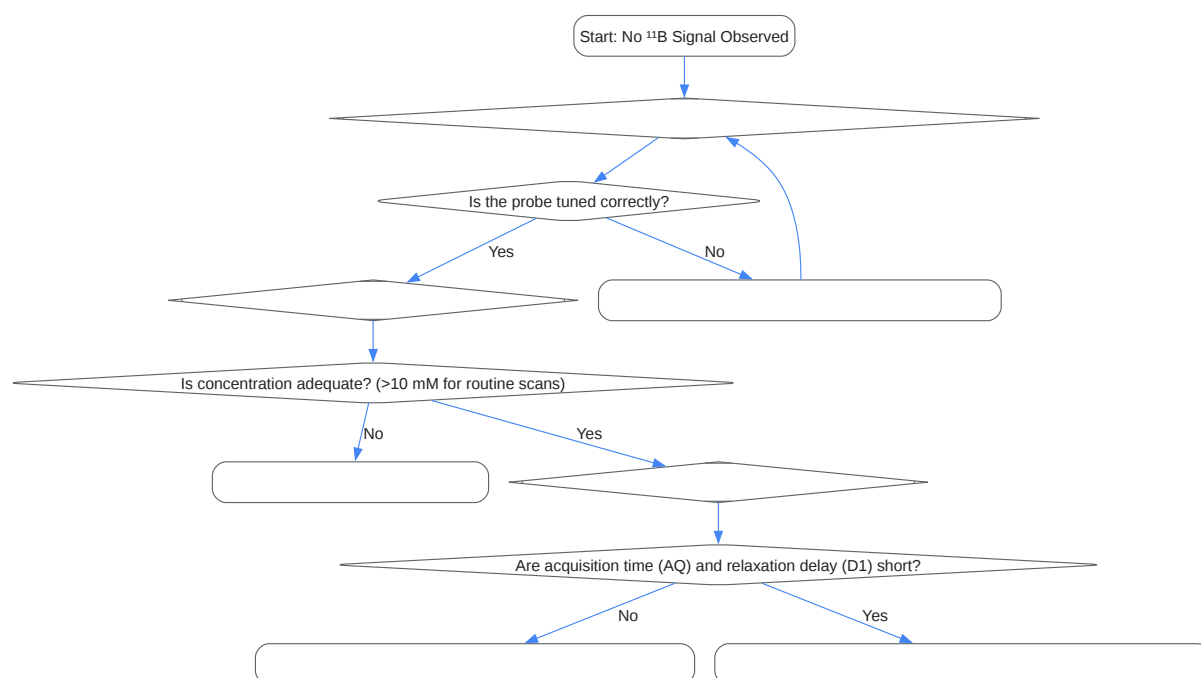 Start: No ¹¹B Signal Observed
Is the probe tuned correctly?
Yes
No
Is concentration adequate? (>10 mM for routine scans)
No
Yes
Are acquisition time (AQ) and relaxation delay (D1) short?
No
Yes